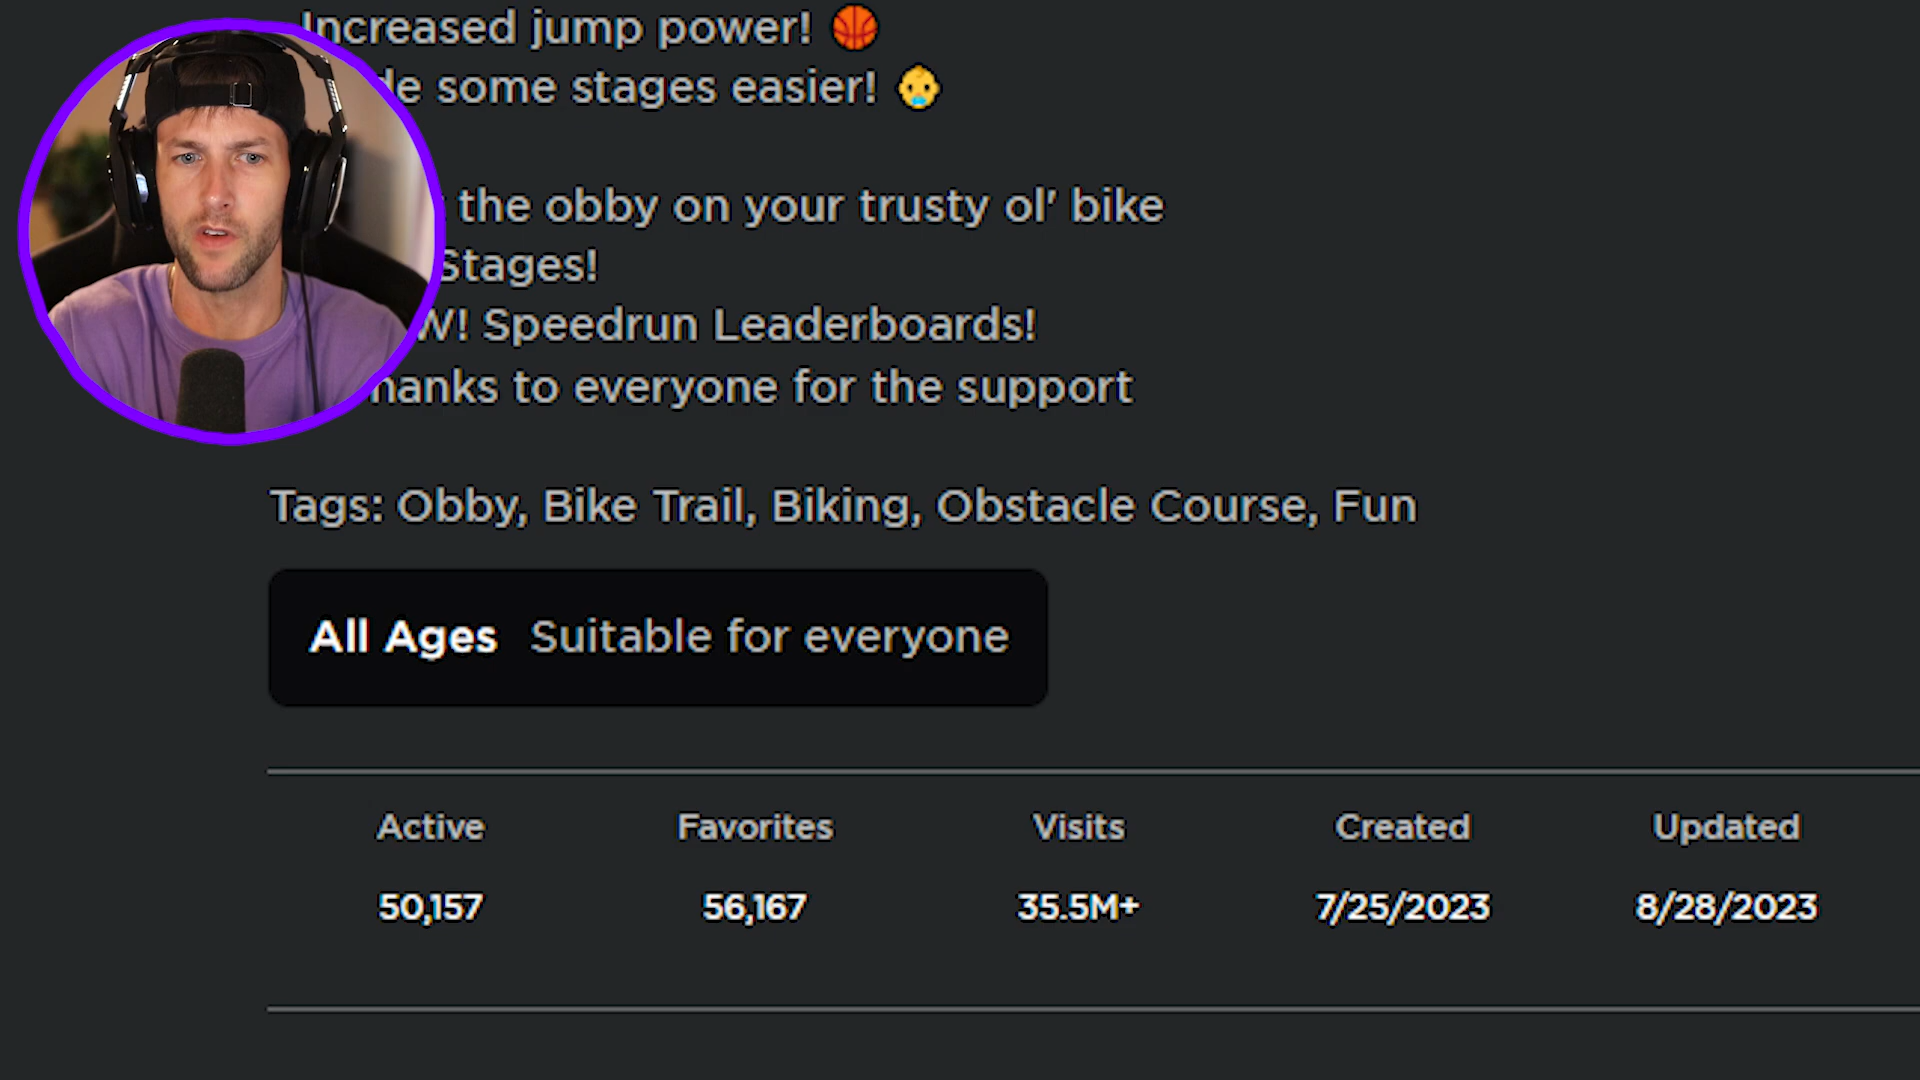 Increased jump power! 🏀
some stages easier! 👶
the obby on your trusty ol' bike
Stages!
Speedrun Leaderboards!
to everyone for the support
Tags: Obby, Bike Trail, Biking, Obstacle Course, Fun
All Ages Suitable for everyone
Active Favorites Visits Created Updated
50,157 56,167 35.5M+ 7/25/2023 8/28/2023